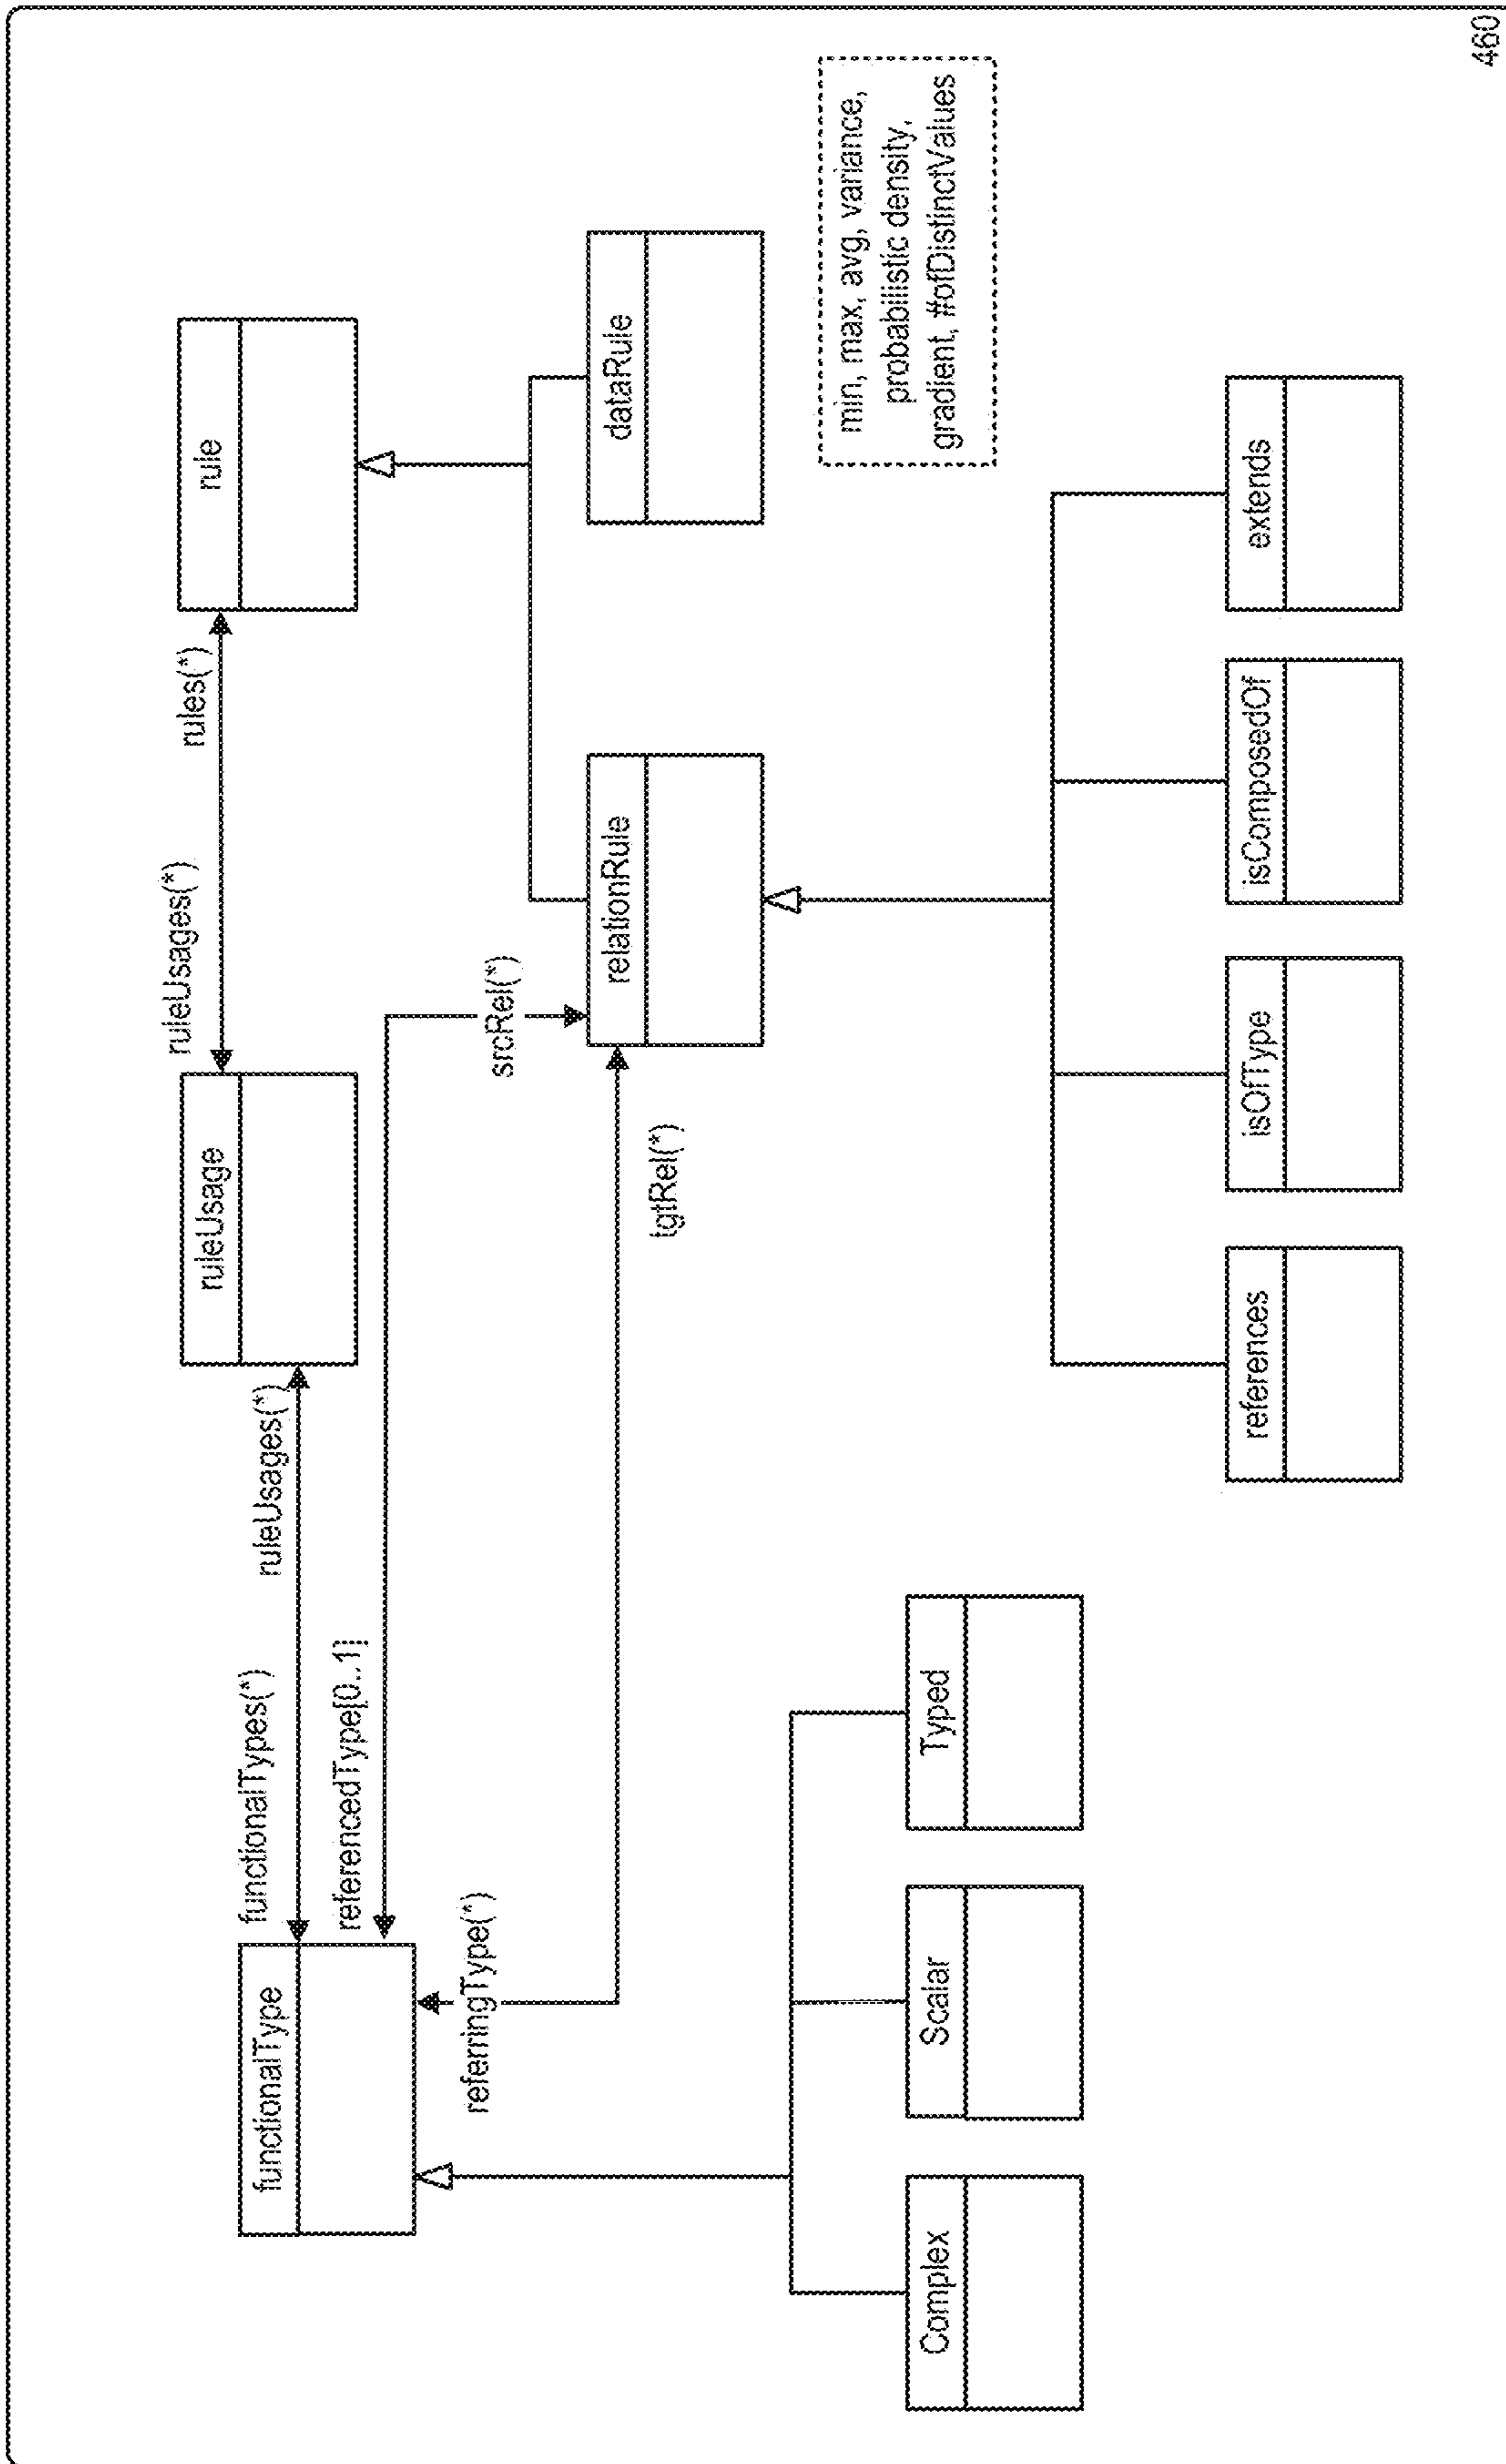 ruleUsages(*)
rules(*)
rule
ruleUsage
functionalTypes(*)
ruleUsages(*)
functionalType
referencedType[0..1]
referringType(*)
srcRel(*)
tgtRel(*)
relationRule
dataRule
min, max, avg, variance,
probabilistic density,
gradient, #ofDistinctValues
Complex
Scalar
Typed
references
isOfType
isComposedOf
extends
460